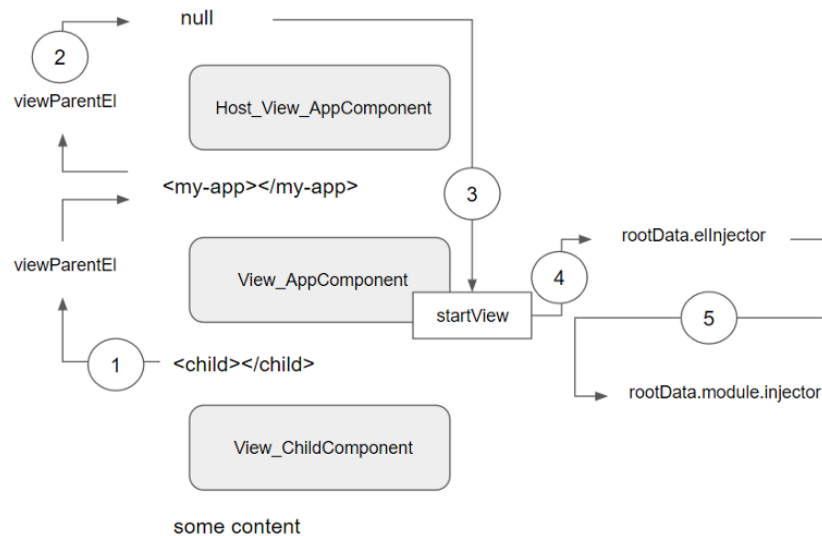 null
2
viewParentEl
Host_View_AppComponent
<my-app></my-app>
3
viewParentEl
View_AppComponent
rootData.elInjector
4
startView
5
1
<child></child>
rootData.module.injector
View_ChildComponent
some content